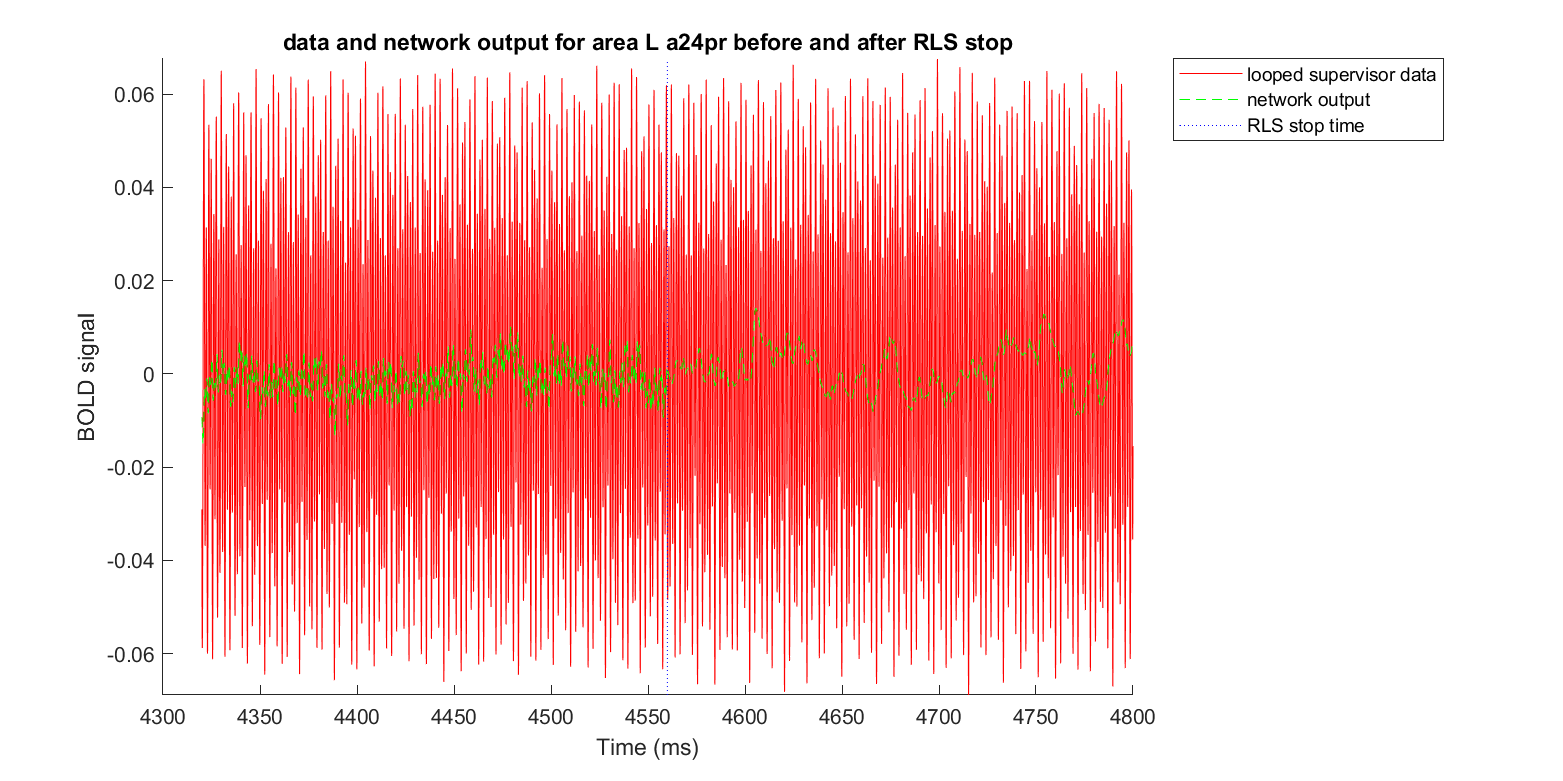 data and network output for area L a24pr before and after RLS stop
looped supervisor data
network output
RLS stop time
BOLD signal
0.06
0.04
0.02
0
-0.02
-0.04
-0.06
4300 4350 4400 4450 4500 4550 4600 4650 4700 4750 4800
Time (ms)